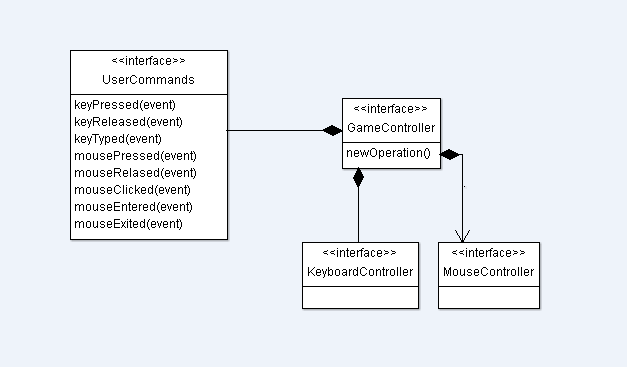 <<interface>>
UserCommands
keyPressed(event)
keyReleased(event)
keyTyped(event)
mousePressed(event)
mouseRelased(event)
mouseClicked(event)
mouseEntered(event)
mouseExited(event)
<<interface>>
GameController
newOperation()
<<interface>>
KeyboardController
<<interface>>
MouseController